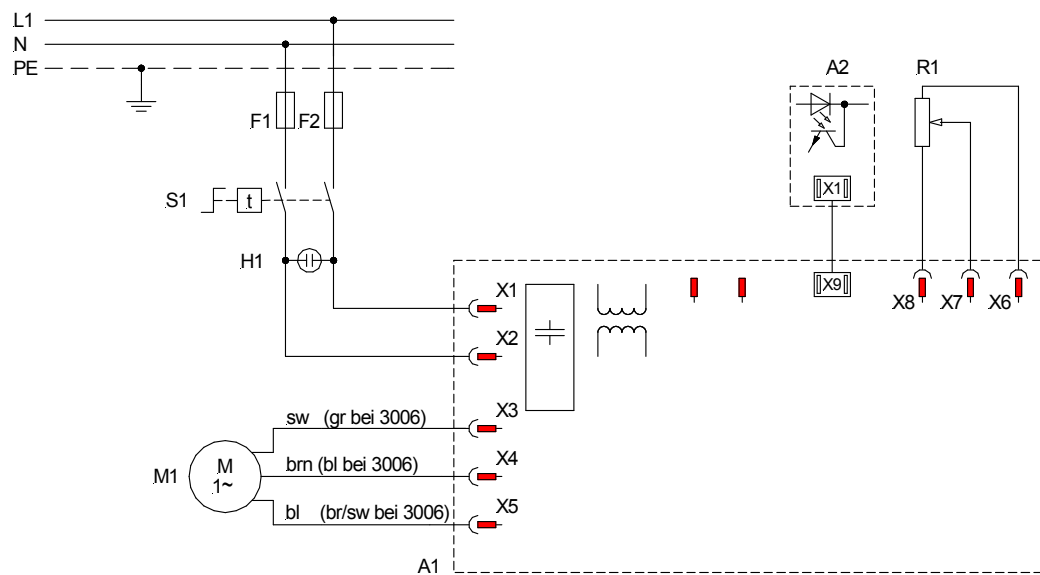 L1
N
PE
A2
R1
F1
F2
S1
t
X1
H1
X9
X8
X7
X6
X1
X2
X3
sw (gr bei 3006)
X4
M1
M
1~
brn (bl bei 3006)
X5
bl (br/sw bei 3006)
A1